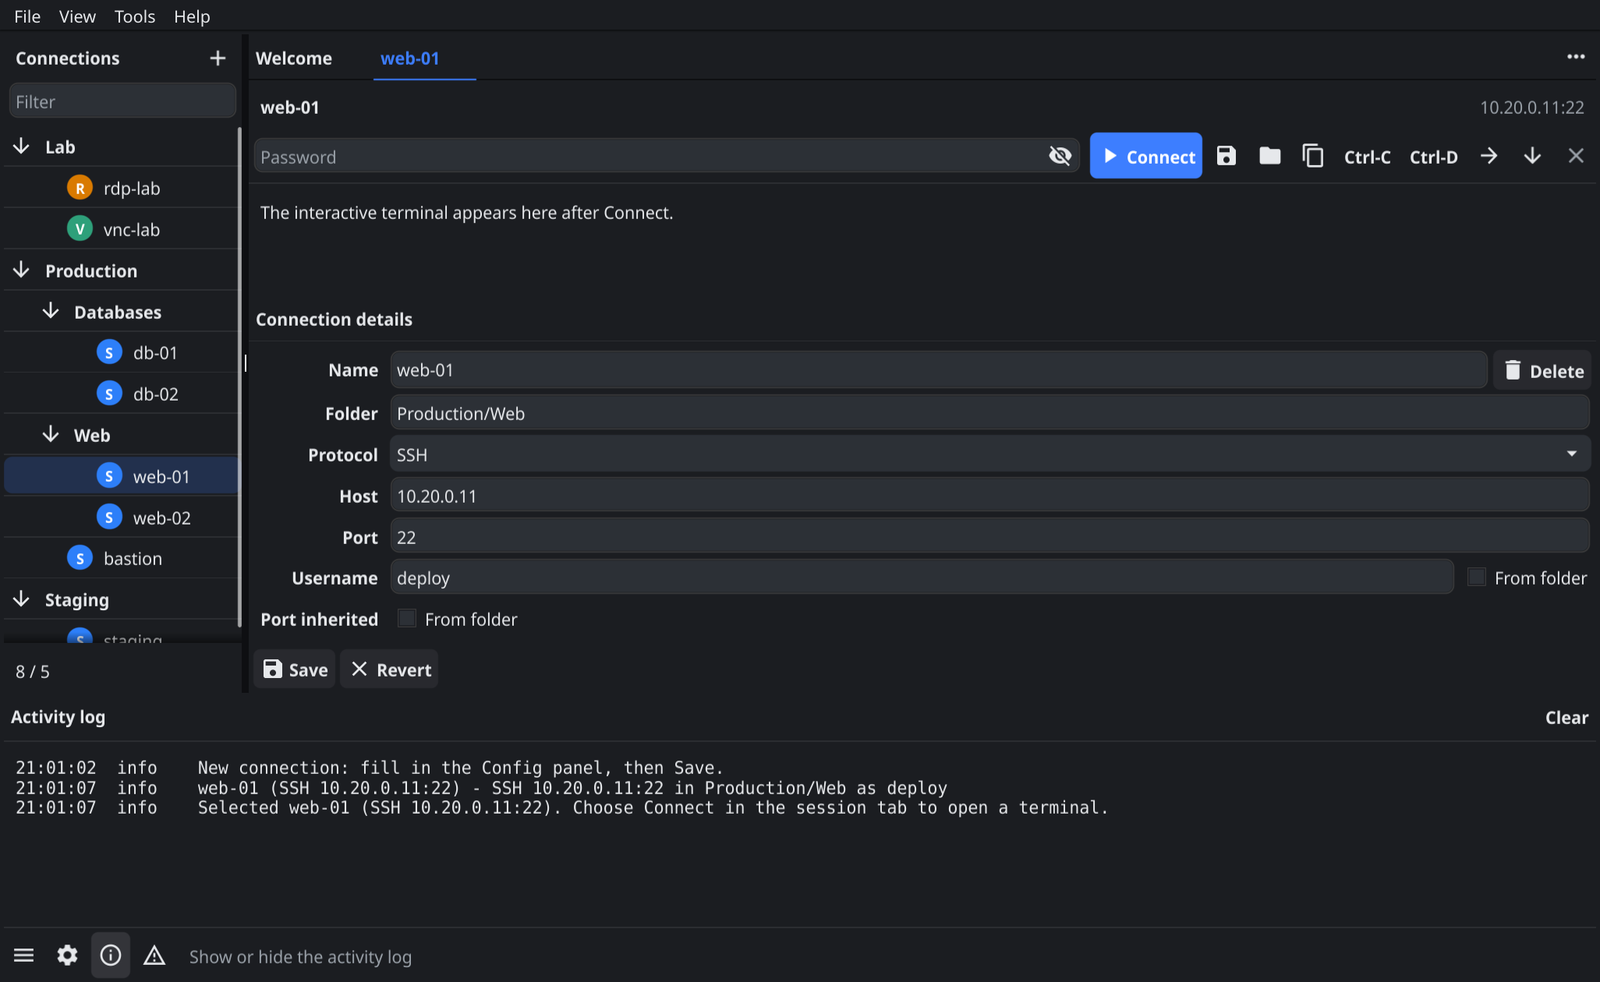 File View Tools Help
Connections
Welcome web-01
Filter
web-01 10.20.0.11:22
Password
Connect Ctrl-C Ctrl-D
Lab
R rdp-lab
V vnc-lab
The interactive terminal appears here after Connect.
Production
Databases
S db-01
S db-02
Web
S web-01
S web-02
S bastion
Staging
S staging
8 / 5
Connection details
Name web-01 Delete
Folder Production/Web
Protocol SSH
Host 10.20.0.11
Port 22
Username deploy From folder
Port inherited From folder
Save Revert
Activity log Clear
21:01:02 info New connection: fill in the Config panel, then Save.
21:01:07 info web-01 (SSH 10.20.0.11:22) - SSH 10.20.0.11:22 in Production/Web as deploy
21:01:07 info Selected web-01 (SSH 10.20.0.11:22). Choose Connect in the session tab to open a terminal.
Show or hide the activity log